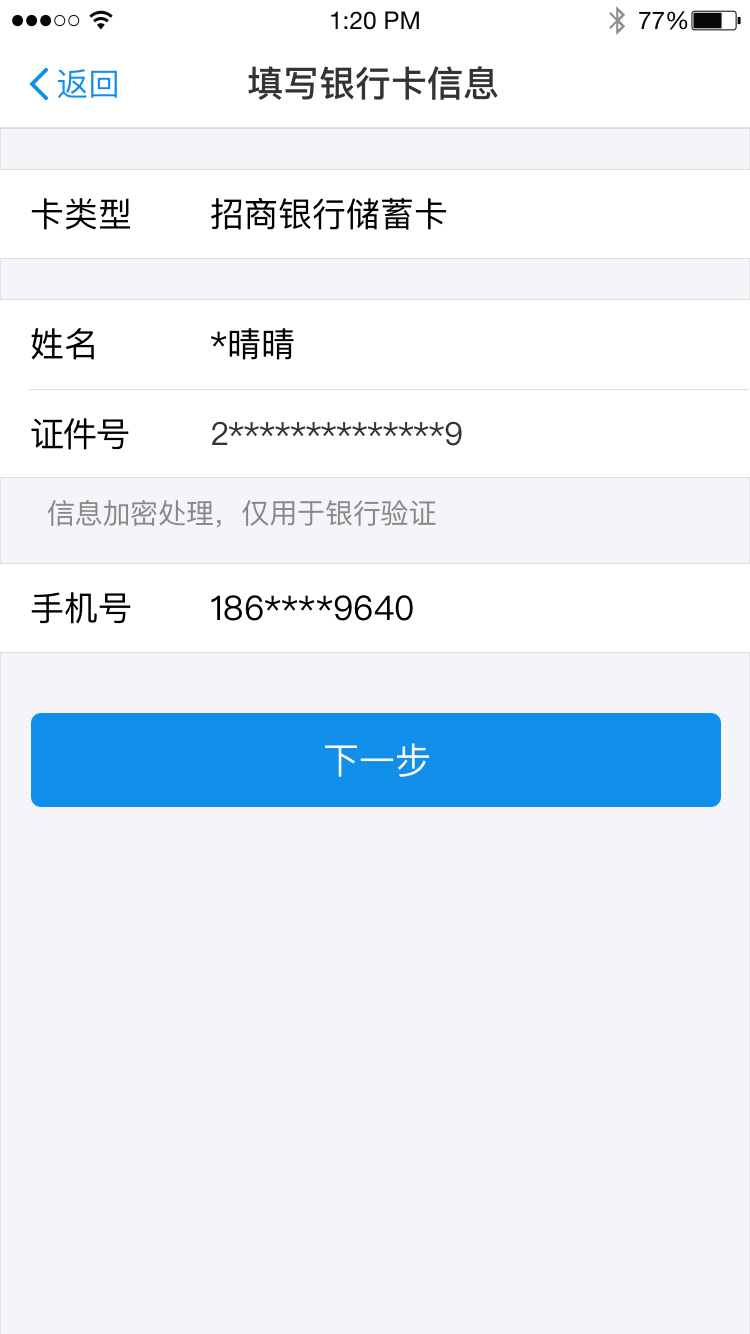 1:20 PM 77%
返回 填写银行卡信息
卡类型 招商银行储蓄卡
姓名 *晴晴
证件号 2**************9
信息加密处理，仅用于银行验证
手机号 186****9640
下一步